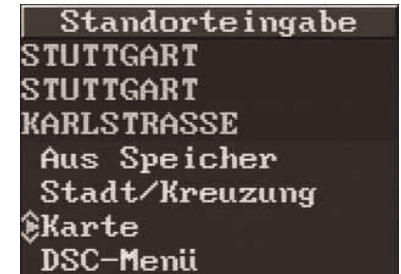 Standorteingabe
STUTTGART
STUTTGART
KARLSTRASSE
Aus Speicher
Stadt/Kreuzung
Karte
DSC-Menü